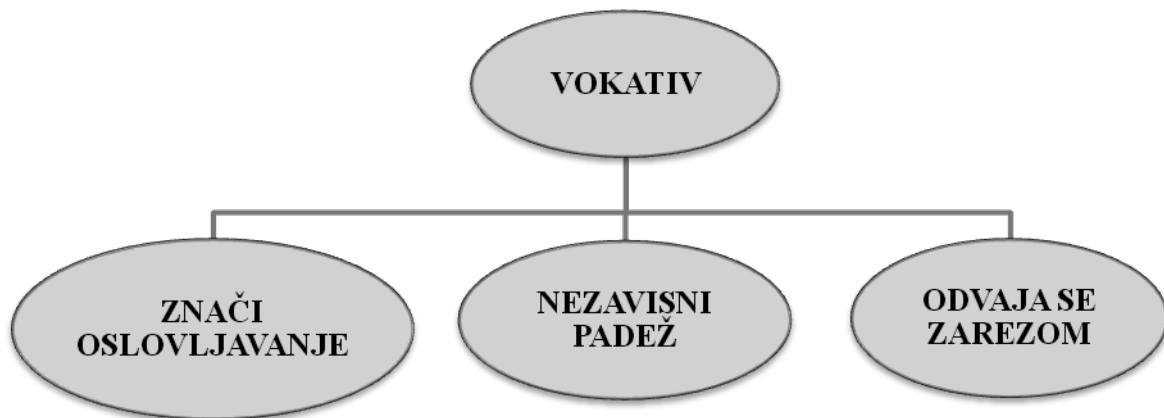 VOKATIV
ZNAČI
OSLOVLJAVANJE
NEZAVISNI
PADEŽ
ODVAJA SE
ZAREZOM